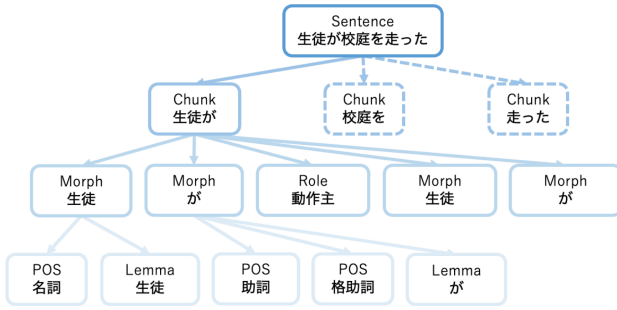 Sentence
生徒が校庭を走った
Chunk
生徒が
Chunk
校庭を
Chunk
走った
Morph
生徒
Morph
が
Role
動作主
Morph
生徒
Morph
が
POS
名詞
Lemma
生徒
POS
助詞
POS
格助詞
Lemma
が